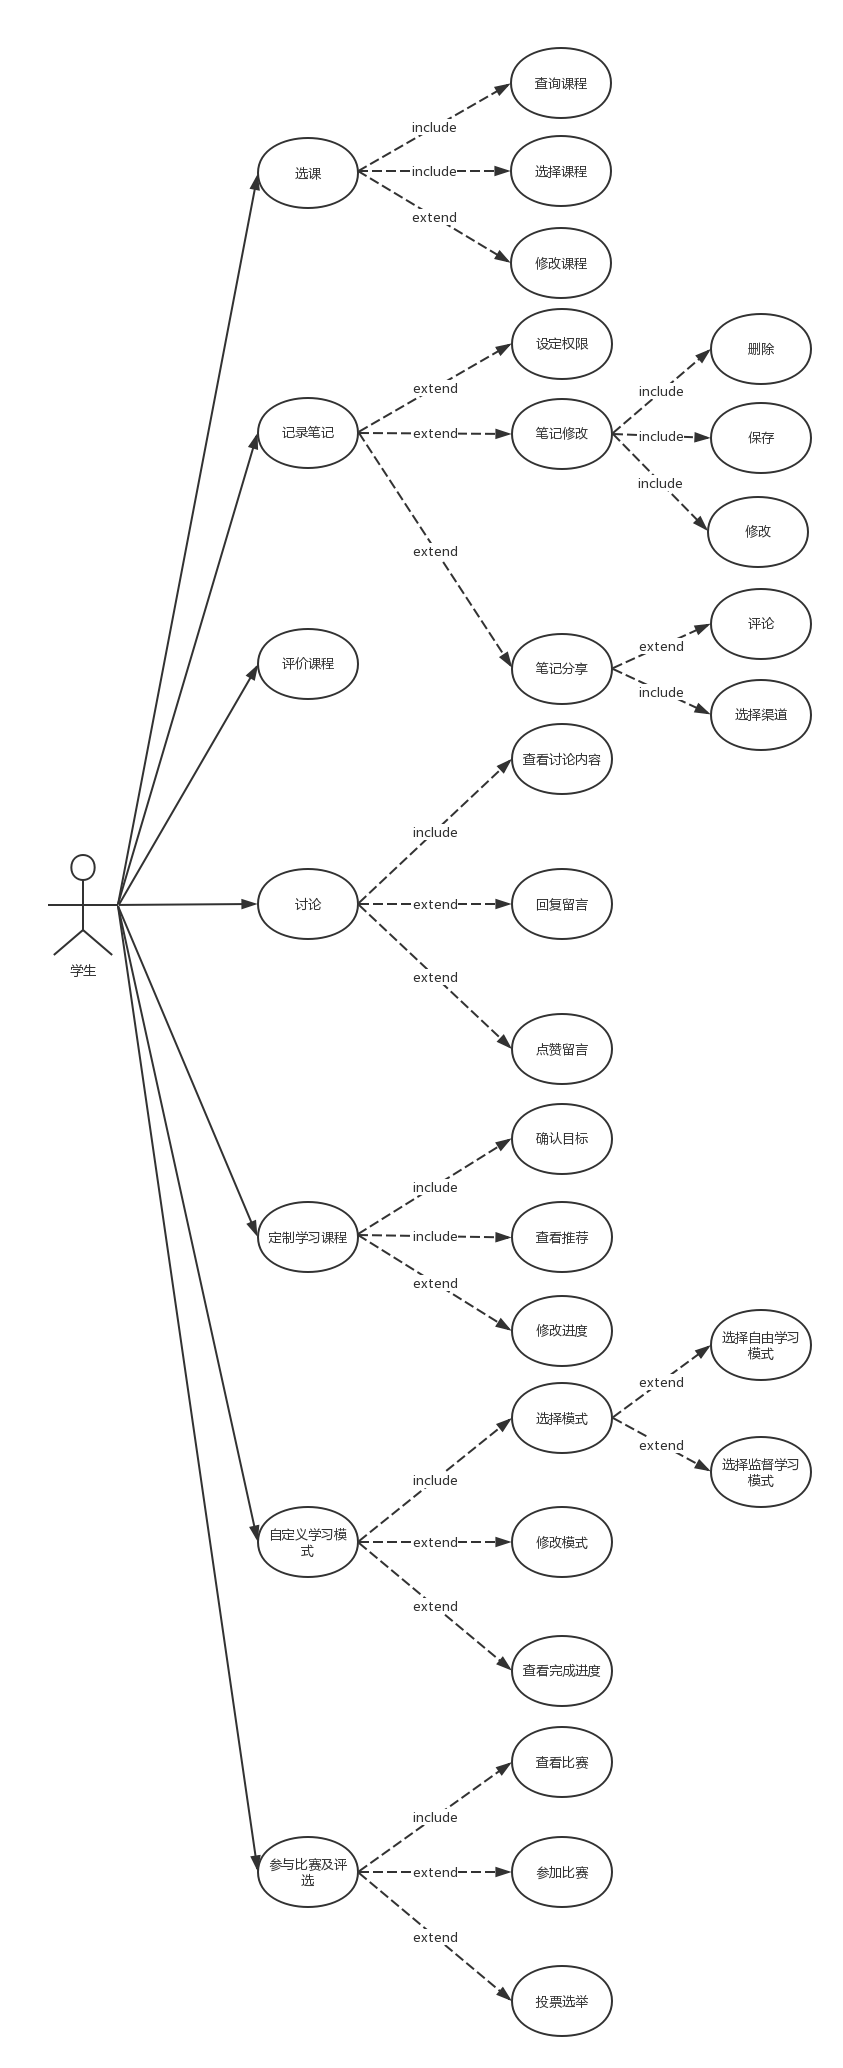 查询课程
include
选课
include
选择课程
extend
修改课程
设定权限
删除
extend
include
记录笔记
extend
笔记修改
include
保存
include
修改
extend
评论
extend
评价课程
笔记分享
include
选择渠道
查看讨论内容
include
讨论
extend
回复留言
学生
extend
点赞留言
确认目标
include
定制学习课程
include
查看推荐
extend
修改进度
选择自由学习
模式
extend
选择模式
extend
选择监督学习
模式
include
自定义学习模
式
extend
修改模式
extend
查看完成进度
查看比赛
include
参与比赛及评
选
extend
参加比赛
extend
投票选举